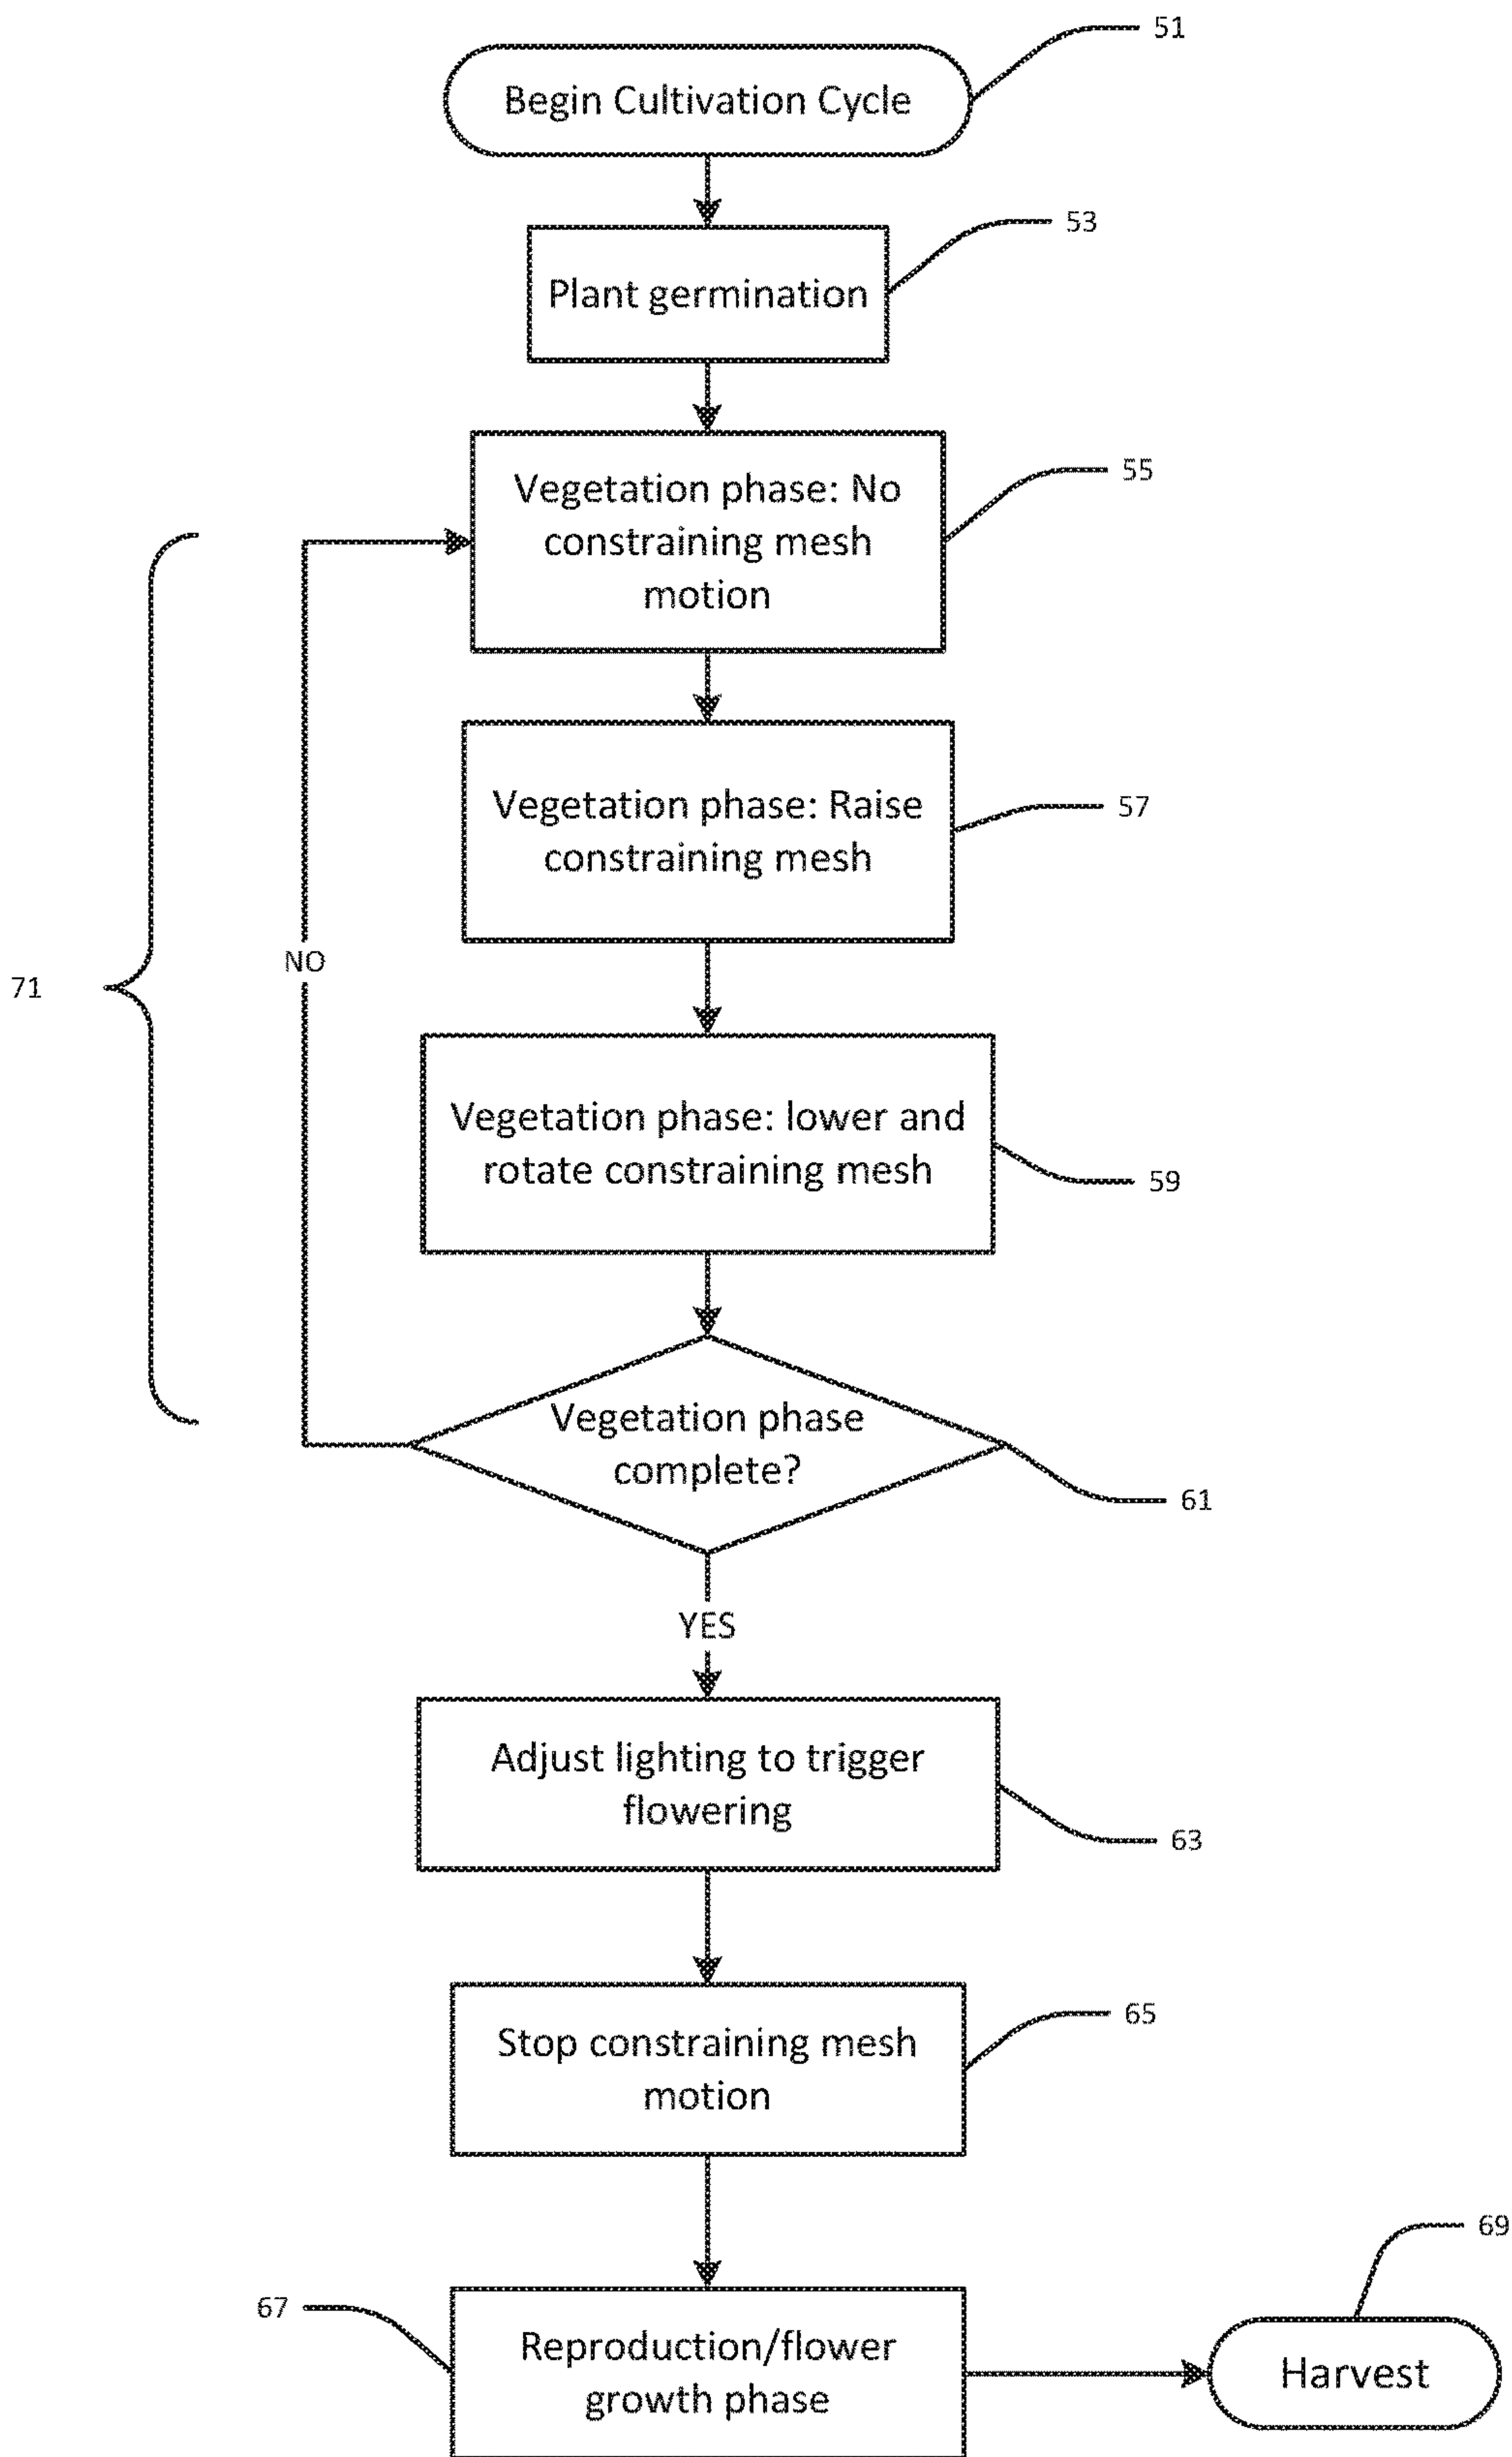 51
Begin Cultivation Cycle
53
Plant germination
55
Vegetation phase: No
constraining mesh
motion
57
Vegetation phase: Raise
constraining mesh
NO
71
59
Vegetation phase: lower and
rotate constraining mesh
61
Vegetation phase
complete?
YES
63
Adjust lighting to trigger
flowering
65
Stop constraining mesh
motion
67
Reproduction/flower
growth phase
69
Harvest